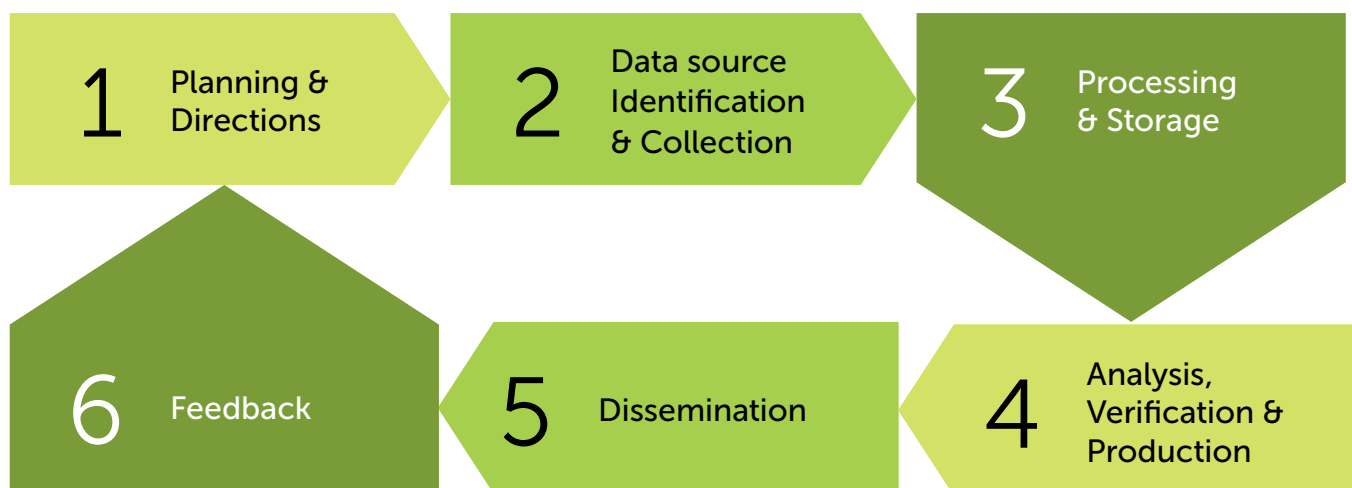 1
Planning &
Directions
2
Data source
Identification
& Collection
3
Processing
& Storage
4
Analysis,
Verification &
Production
5
Dissemination
6
Feedback